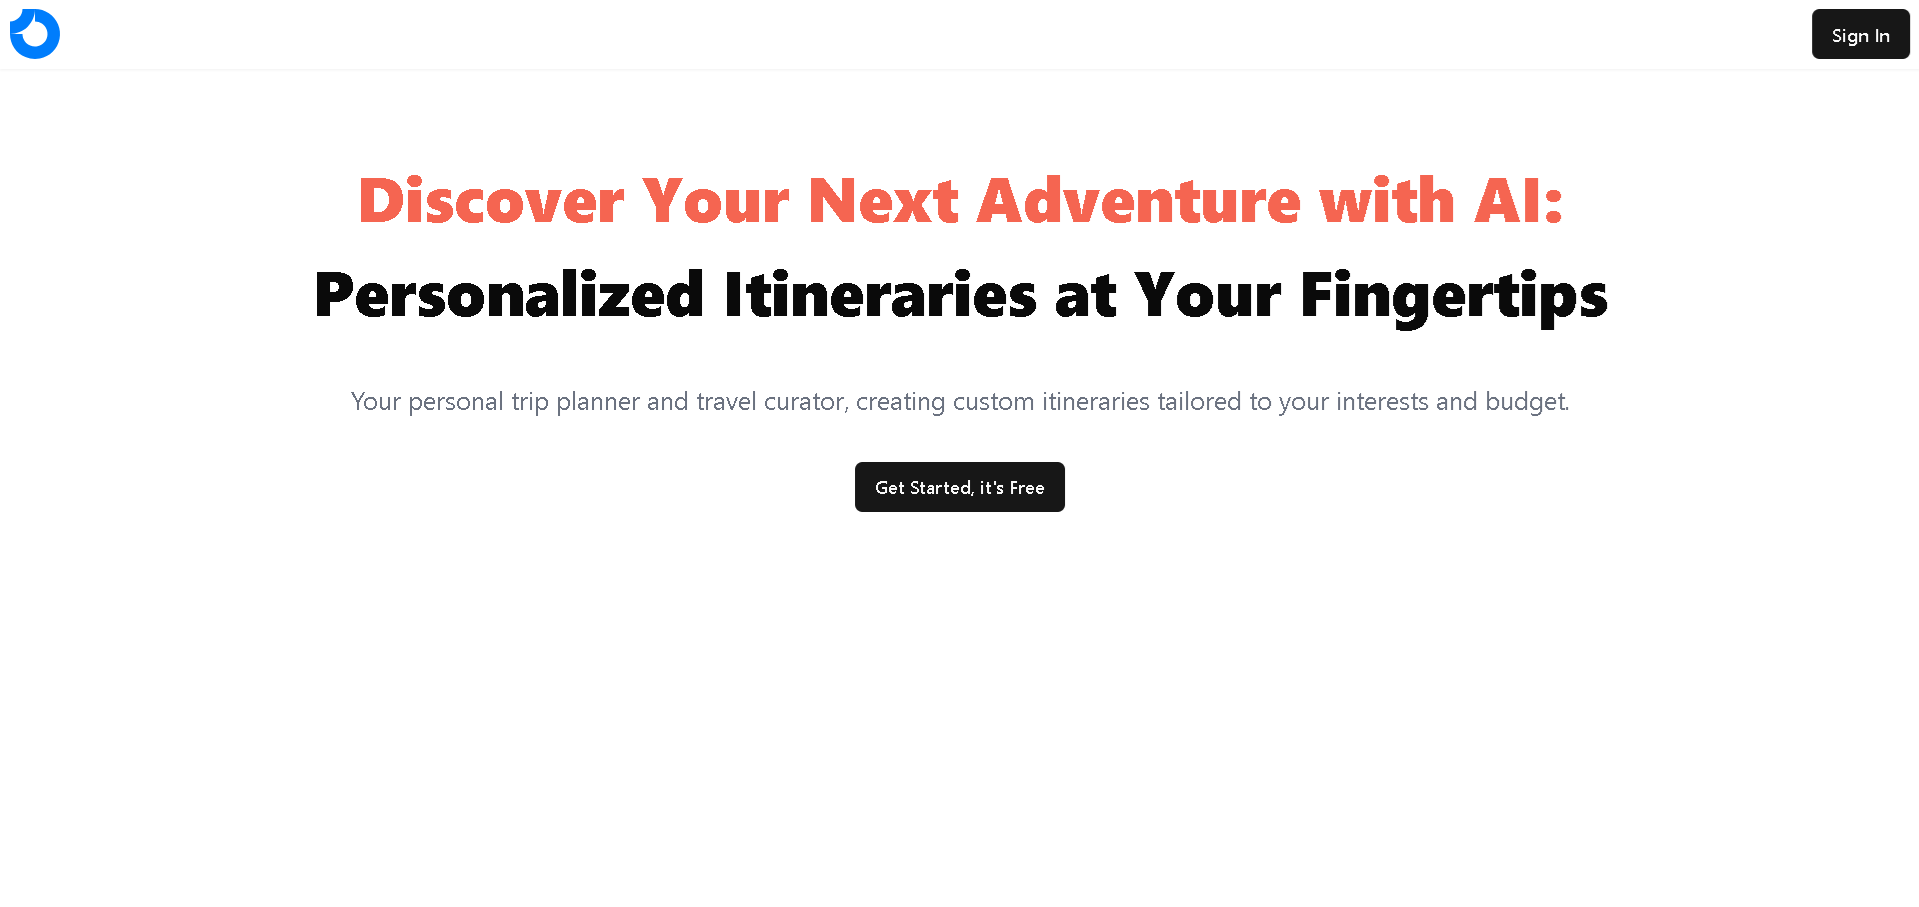 Sign In
Discover Your Next Adventure with AI:
Personalized Itineraries at Your Fingertips
Your personal trip planner and travel curator, creating custom itineraries tailored to your interests and budget.
Get Started, it's Free